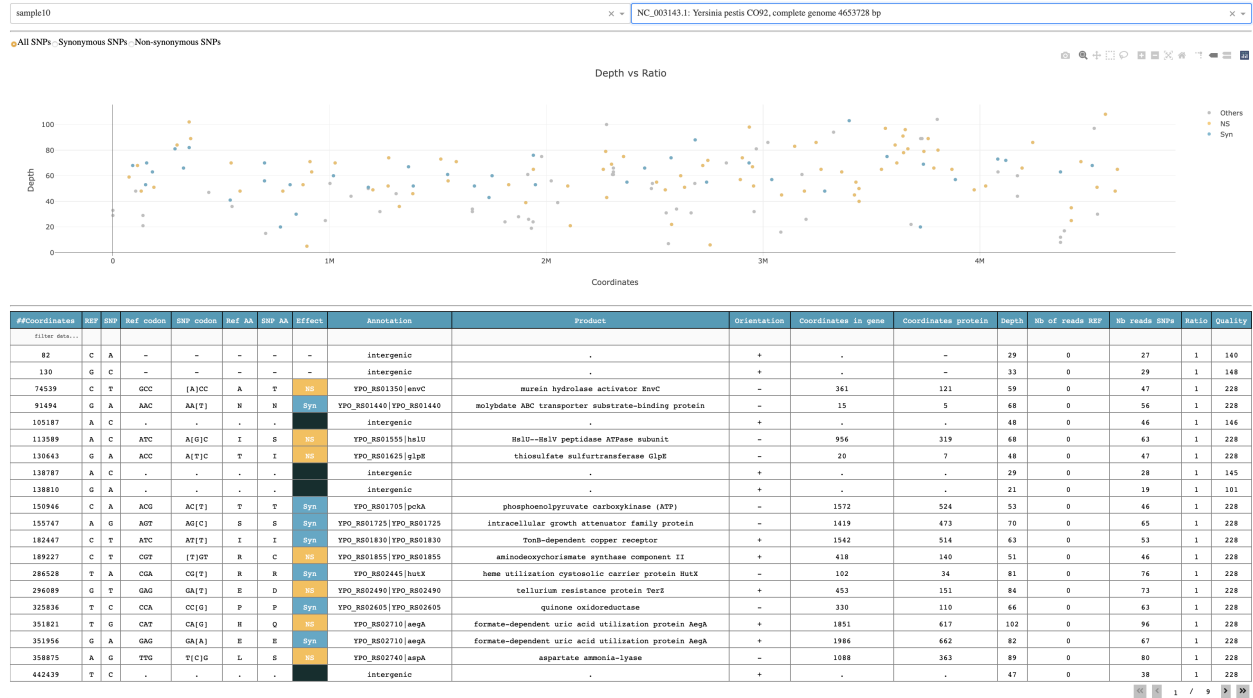 sample10 × NC_003143.1: Yersinia pestis CO92, complete genome 4653728 bp ×
All SNPs Synonymous SNPs Non-synonymous SNPs
Depth vs Ratio
Others
NS
Syn
Depth
100
80
60
40
20
0
0 1M 2M 3M 4M
Coordinates
##Coordinates REF SNP Ref codon SNP codon Ref AA SNP AA Effect Annotation Product Orientation Coordinates in gene Coordinates protein Depth Nb of reads REF Nb reads SNPs Ratio Quality
filter data...
82 C A - - - - - intergenic . + . - 29 0 27 1 140
130 G C - - - - - intergenic . + . - 33 0 29 1 148
74539 C T GCC [A]CC A T NS YPO_RS01350|envC murein hydrolase activator EnvC - 361 121 59 0 47 1 228
91494 G A AAC AA[T] N N Syn YPO_RS01440|YPO_RS01440 molybdate ABC transporter substrate-binding protein - 15 5 68 0 56 1 228
105187 A C . . . . intergenic . + . - 48 0 46 1 146
113589 A C ATC A[G]C I S NS YPO_RS01555|hslU HslU--HslV peptidase ATPase subunit - 956 319 68 0 63 1 228
130643 G A ACC A[T]C T I NS YPO_RS01625|glpE thiosulfate sulfurtransferase GlpE - 20 7 48 0 47 1 228
138787 A C . . . . intergenic . + . - 29 0 28 1 145
138810 G A . . . . intergenic . + . - 21 0 19 1 101
150946 C A ACG AC[T] T T Syn YPO_RS01705|pckA phosphoenolpyruvate carboxykinase (ATP) - 1572 524 53 0 46 1 228
155747 A G AGT AG[C] S S Syn YPO_RS01725|YPO_RS01725 intracellular growth attenuator family protein - 1419 473 70 0 65 1 228
182447 C T ATC AT[T] I I Syn YPO_RS01830|YPO_RS01830 TonB-dependent copper receptor + 1542 514 63 0 53 1 228
189227 C T CGT [T]GT R C NS YPO_RS01855|YPO_RS01855 aminodeoxychorismate synthase component II + 418 140 51 0 46 1 228
286528 T A CGA CG[T] R R Syn YPO_RS02445|hutX heme utilization cystosolic carrier protein HutX - 102 34 81 0 76 1 228
296089 G T GAG GA[T] E D NS YPO_RS02490|YPO_RS02490 tellurium resistance protein TerZ + 453 151 84 0 73 1 228
325836 T C CCA CC[G] P P Syn YPO_RS02605|YPO_RS02605 quinone oxidoreductase - 330 110 66 0 63 1 228
351821 T G CAT CA[G] H Q NS YPO_RS02710|aegA formate-dependent uric acid utilization protein AegA + 1851 617 102 0 96 1 228
351956 G A GAG GA[A] E E Syn YPO_RS02710|aegA formate-dependent uric acid utilization protein AegA + 1986 662 82 0 67 1 228
358875 A G TTG T[C]G L S NS YPO_RS02740|aspA aspartate ammonia-lyase - 1088 363 89 0 80 1 228
442439 T C . . . . intergenic . + . - 47 0 38 1 228
1 / 9